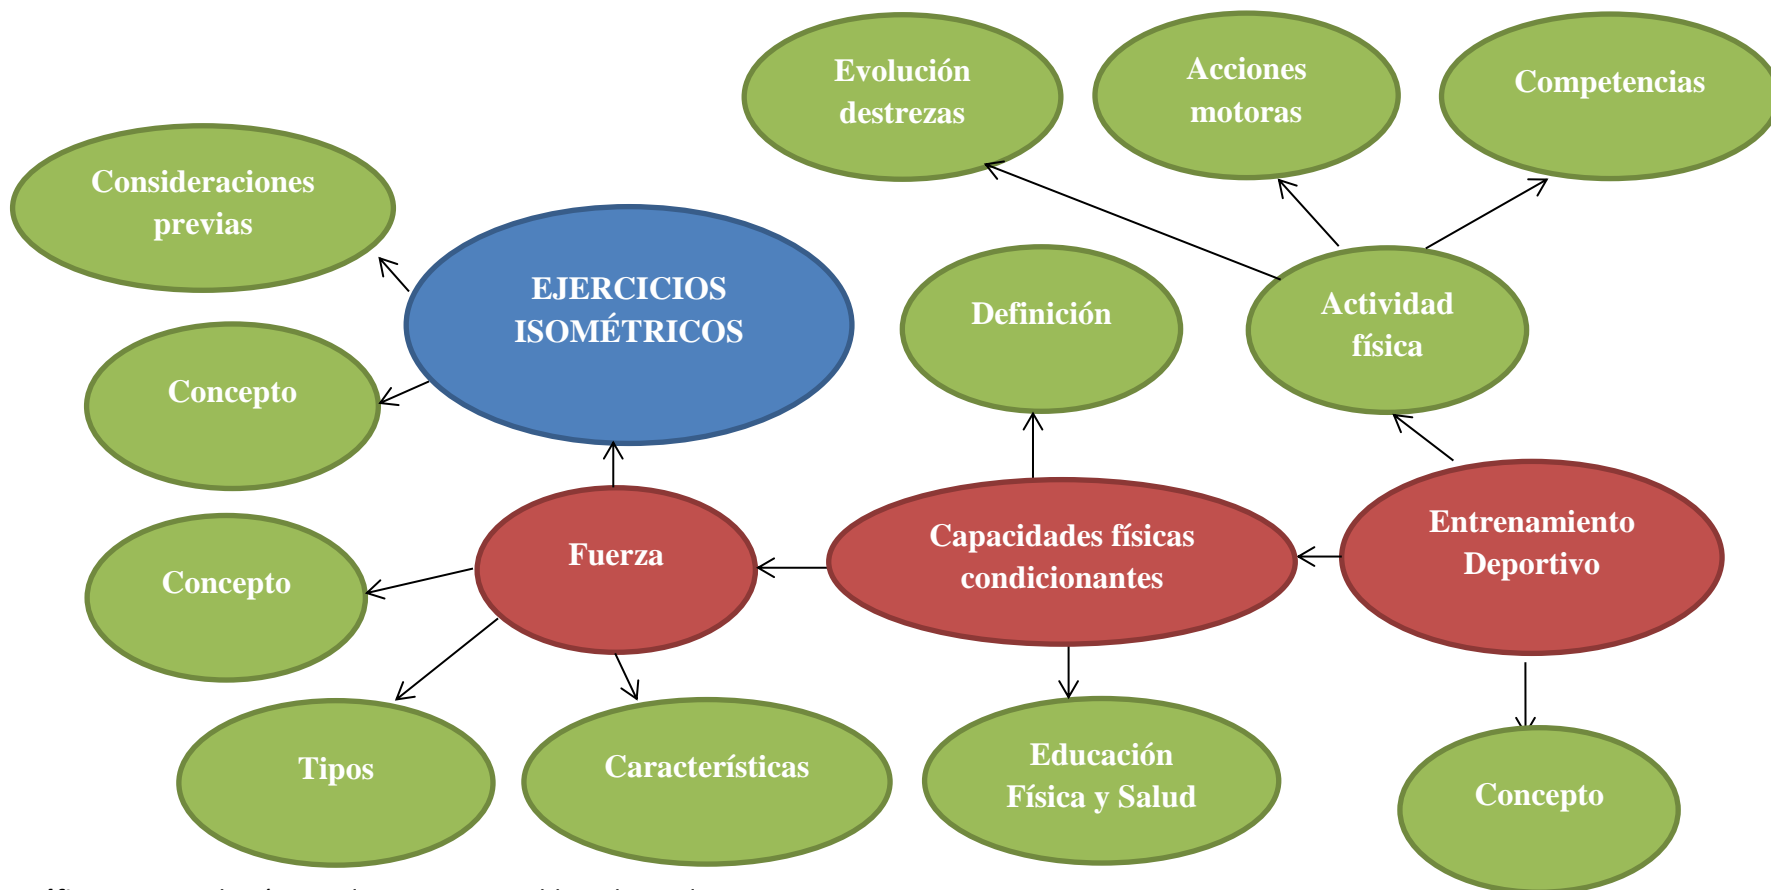 Evolución
destrezas
Acciones
motoras
Competencias
Consideraciones
previas
EJERCICIOS
ISOMÉTRICOS
Definición
Actividad
física
Concepto
Fuerza
Capacidades físicas
condicionantes
Entrenamiento
Deportivo
Concepto
Tipos
Características
Educación
Física y Salud
Concepto